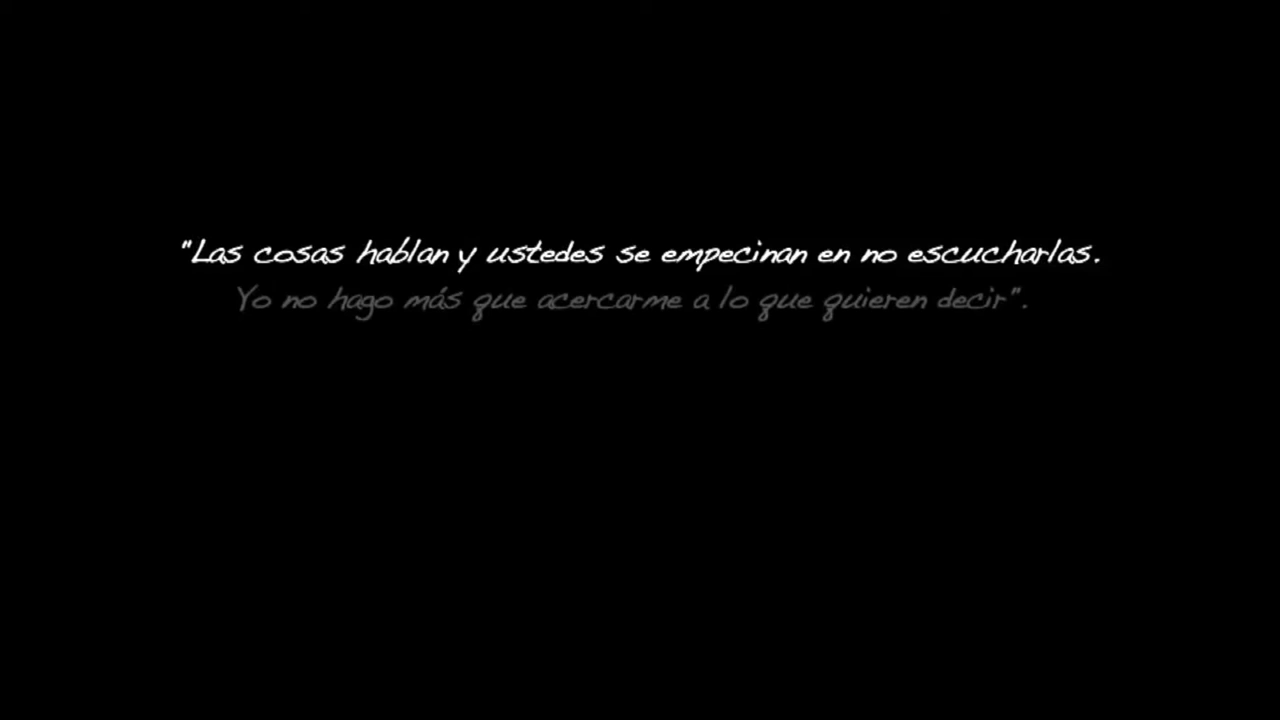 "Las cosas hablan y ustedes se empecinan en no escucharlas.
Yo no hago más que acercarme a lo que quieren decir".